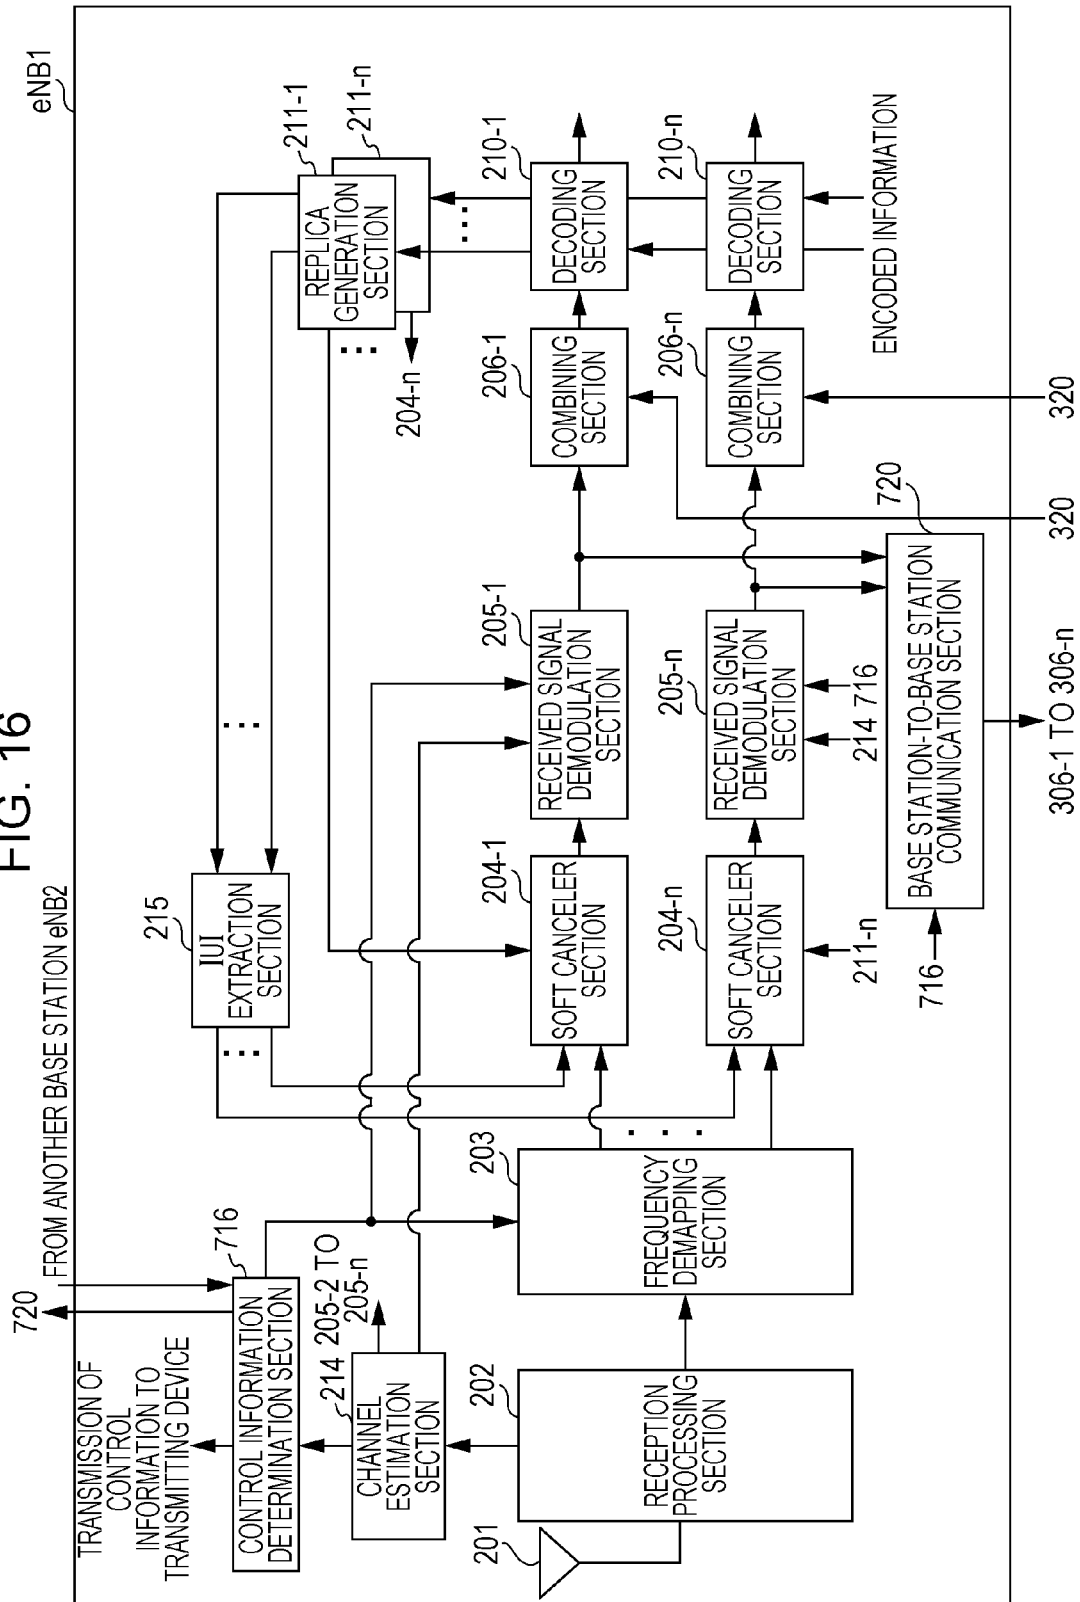 FIG. 16
eNB1
FROM ANOTHER BASE STATION eNB2
720
TRANSMISSION OF
CONTROL
INFORMATION TO
TRANSMITTING DEVICE
716
CONTROL INFORMATION
DETERMINATION SECTION
214
CHANNEL
ESTIMATION
SECTION
205-2 TO
205-n
201
202
RECEPTION
PROCESSING
SECTION
203
FREQUENCY
DEMAPPING
SECTION
215
IUI
EXTRACTION
SECTION
211-1
211-n
REPLICA
GENERATION
SECTION
204-n
204-1
SOFT CANCELER
SECTION
205-1
RECEIVED SIGNAL
DEMODULATION
SECTION
206-1
COMBINING
SECTION
210-1
DECODING
SECTION
204-n
SOFT CANCELER
SECTION
211-n
205-n
RECEIVED SIGNAL
DEMODULATION
SECTION
214
716
206-n
COMBINING
SECTION
210-n
DECODING
SECTION
ENCODED INFORMATION
716
720
BASE STATION-TO-BASE STATION
COMMUNICATION SECTION
306-1 TO 306-n
320
320